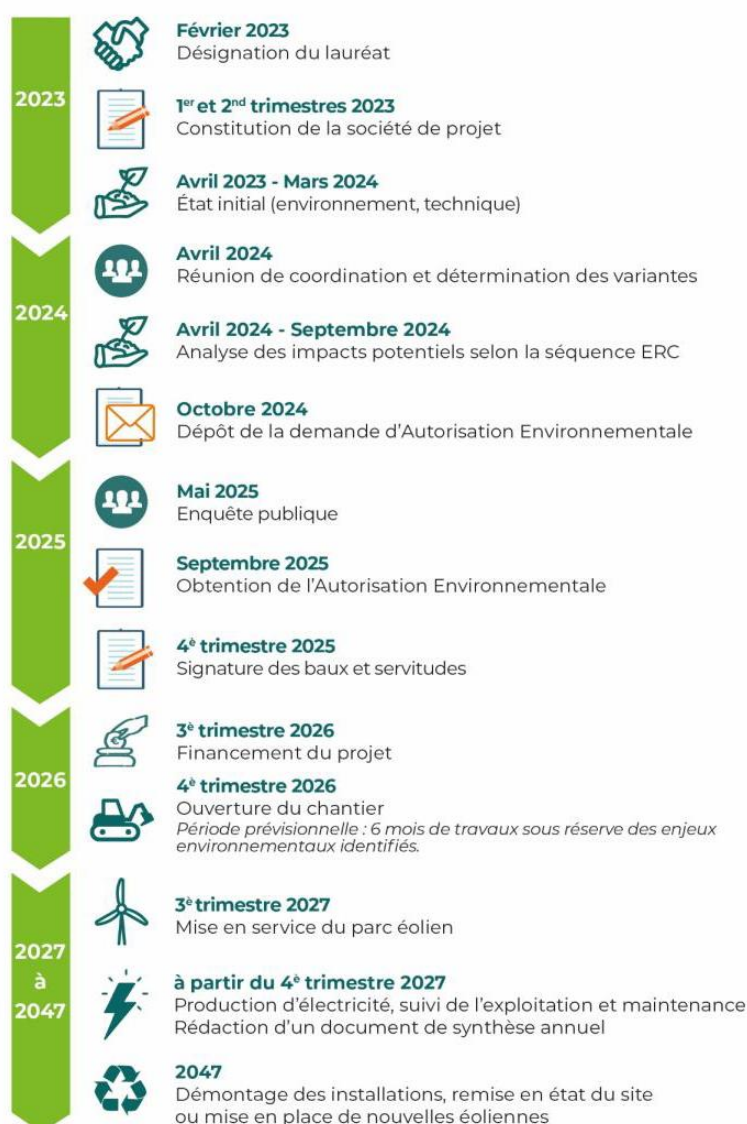 2023
Février 2023
Désignation du lauréat
1er et 2nd trimestres 2023
Constitution de la société de projet
Avril 2023 - Mars 2024
État initial (environnement, technique)
2024
Avril 2024
Réunion de coordination et détermination des variantes
Avril 2024 - Septembre 2024
Analyse des impacts potentiels selon la séquence ERC
Octobre 2024
Dépôt de la demande d'Autorisation Environnementale
2025
Mai 2025
Enquête publique
Septembre 2025
Obtention de l'Autorisation Environnementale
4è trimestre 2025
Signature des baux et servitudes
2026
3è trimestre 2026
Financement du projet
4è trimestre 2026
Ouverture du chantier
Période prévisionnelle : 6 mois de travaux sous réserve des enjeux
environnementaux identifiés.
2027
à
2047
3è trimestre 2027
Mise en service du parc éolien
à partir du 4è trimestre 2027
Production d'électricité, suivi de l'exploitation et maintenance
Rédaction d'un document de synthèse annuel
2047
Démontage des installations, remise en état du site
ou mise en place de nouvelles éoliennes